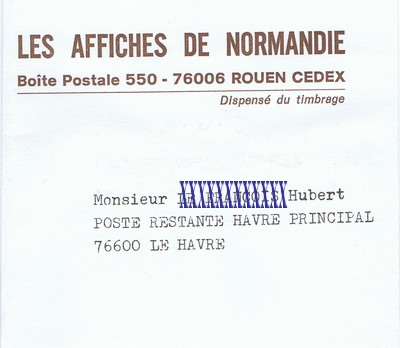 LES AFFICHES DE NORMANDIE
Boîte Postale 550 - 76006 ROUEN CEDEX
Dispensé du timbrage
Monsieur Hubert
POSTE RESTANTE HAVRE PRINCIPAL
76600 LE HAVRE